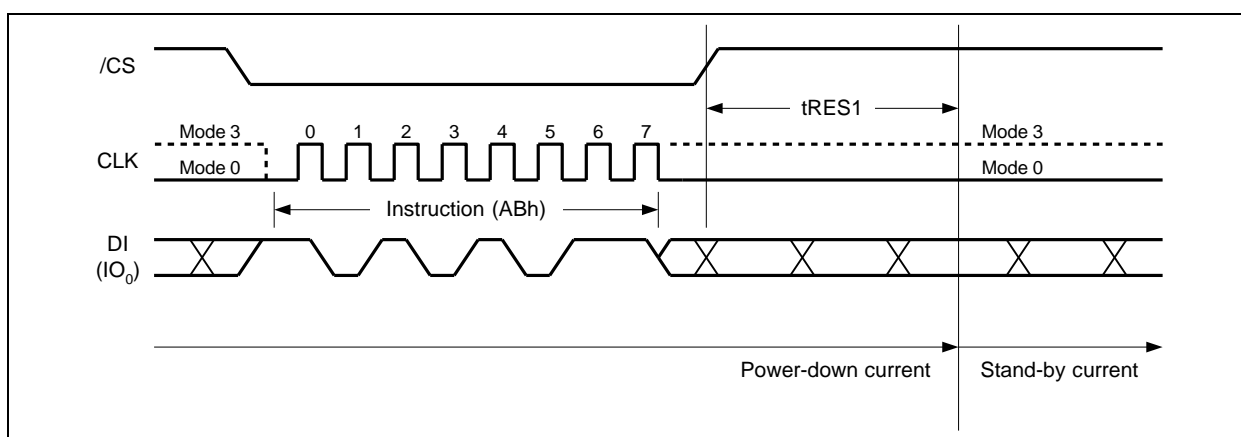 /CS
tRES1
Mode 3 0 1 2 3 4 5 6 7 Mode 3
CLK
Mode 0 Mode 0
Instruction (ABh)
DI
(IO₀)
Power-down current Stand-by current